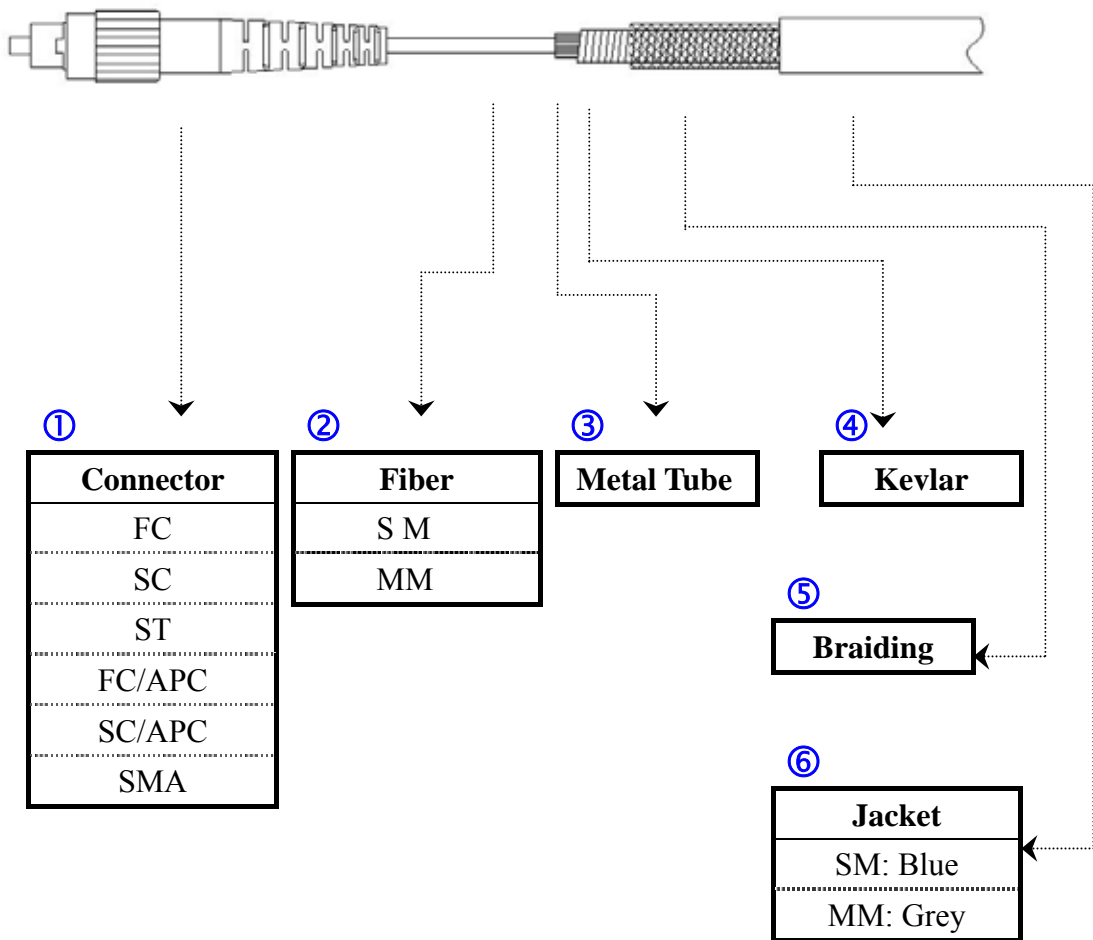 ①
Connector
FC
SC
ST
FC/APC
SC/APC
SMA
②
Fiber
S M
MM
③
Metal Tube
④
Kevlar
⑤
Braiding
⑥
Jacket
SM: Blue
MM: Grey